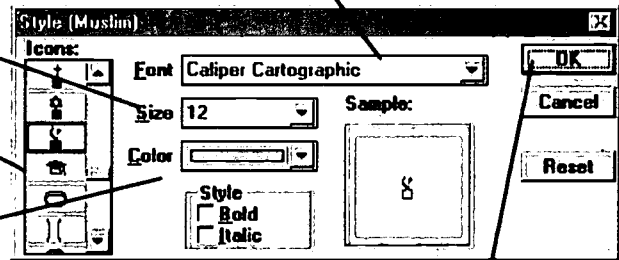 Style (Muslim)
Icons:
Font Caliper Cartographic
Size 12
Color
Sample:
Style
Bold
Italic
OK
Cancel
Reset